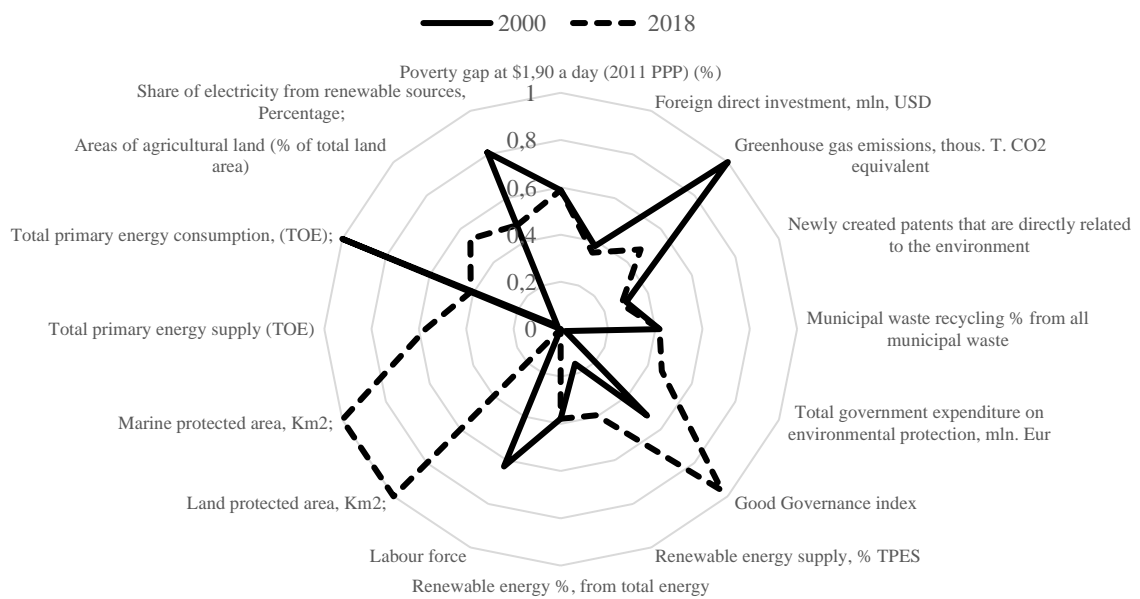 2000 2018
Poverty gap at $1,90 a day (2011 PPP) (%)
Share of electricity from renewable sources,
Percentage;
Foreign direct investment, mln, USD
Areas of agricultural land (% of total land
area)
Greenhouse gas emissions, thous. T. CO2
equivalent
Total primary energy consumption, (TOE);
Newly created patents that are directly related
to the environment
Total primary energy supply (TOE)
Municipal waste recycling % from all
municipal waste
Marine protected area, Km2;
Total government expenditure on
environmental protection, mln. Eur
Land protected area, Km2;
Good Governance index
Labour force
Renewable energy supply, % TPES
Renewable energy %, from total energy
1
0,8
0,6
0,4
0,2
0